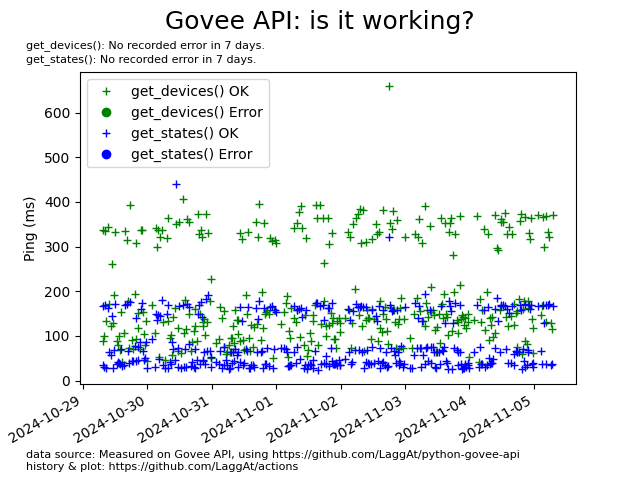 Govee API: is it working?
get_devices(): No recorded error in 7 days.
get_states(): No recorded error in 7 days.
get_devices() OK
get_devices() Error
get_states() OK
get_states() Error
Ping (ms)
600
500
400
300
200
100
0
2024-10-29
2024-10-30
2024-10-31
2024-11-01
2024-11-02
2024-11-03
2024-11-04
2024-11-05
data source: Measured on Govee API, using https://github.com/LaggAt/python-govee-api
history & plot: https://github.com/LaggAt/actions